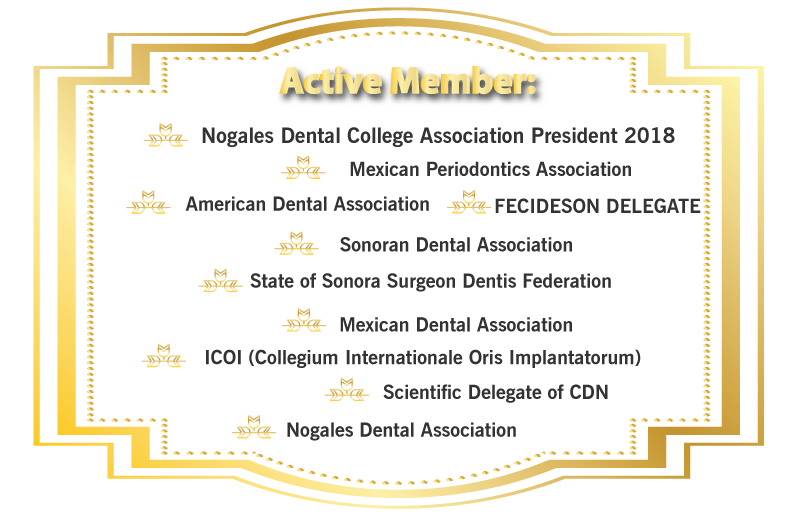 Active Member:
Nogales Dental College Association President 2018
Mexican Periodontics Association
American Dental Association FECIDESON DELEGATE
Sonoran Dental Association
State of Sonora Surgeon Dentis Federation
Mexican Dental Association
ICOI (Collegium Internationale Oris Implantatorum)
Scientific Delegate of CDN
Nogales Dental Association